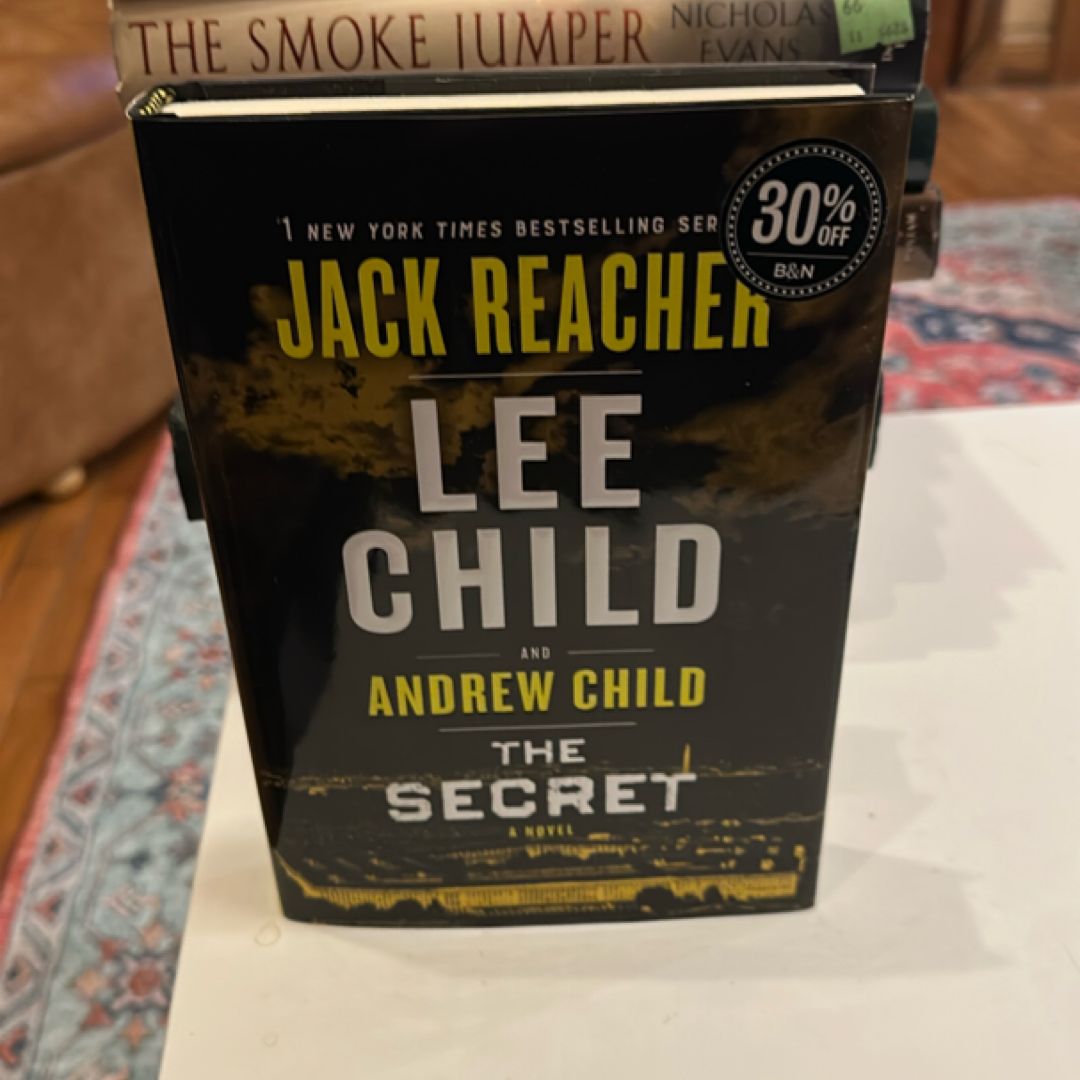 THE SMOKE JUMPER
NICHOLAS
EVANS
66
#1 NEW YORK TIMES BESTSELLING SER
JACK REACHER
30% OFF
B&N
LEE
CHILD
AND
ANDREW CHILD
THE
SECRET
A NOVEL